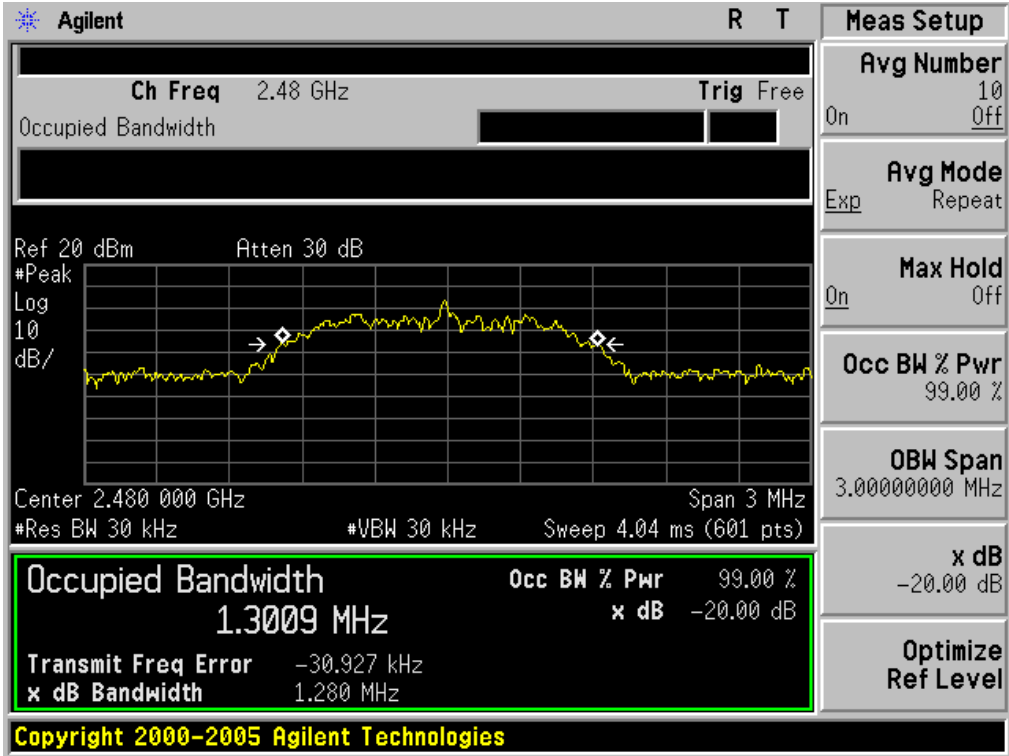 Agilent R T
Ch Freq 2.48 GHz Trig Free
Occupied Bandwidth
Ref 20 dBm Atten 30 dB
#Peak
Log
10
dB/
Center 2.480 000 GHz Span 3 MHz
#Res BW 30 kHz #VBW 30 kHz Sweep 4.04 ms (601 pts)
Occupied Bandwidth Occ BW % Pwr 99.00 %
1.3009 MHz x dB -20.00 dB
Transmit Freq Error -30.927 kHz
x dB Bandwidth 1.280 MHz
Copyright 2000-2005 Agilent Technologies
Meas Setup
Avg Number
10
On Off
Avg Mode
Exp Repeat
Max Hold
On Off
Occ BW % Pwr
99.00 %
OBW Span
3.00000000 MHz
x dB
-20.00 dB
Optimize
Ref Level